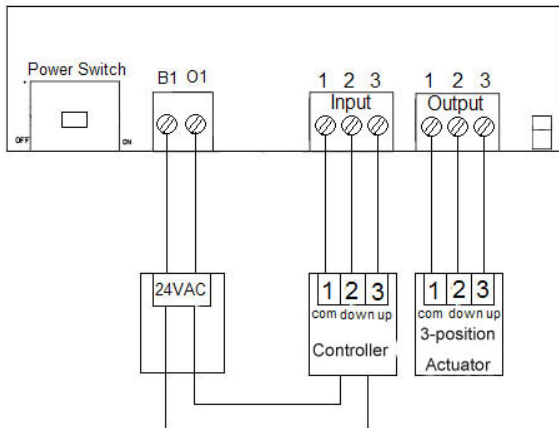 Power Switch
OFF
ON
B1 O1
1 2 3
Input
1 2 3
Output
24VAC
1 2 3
com down up
Controller
1 2 3
com down up
3-position
Actuator